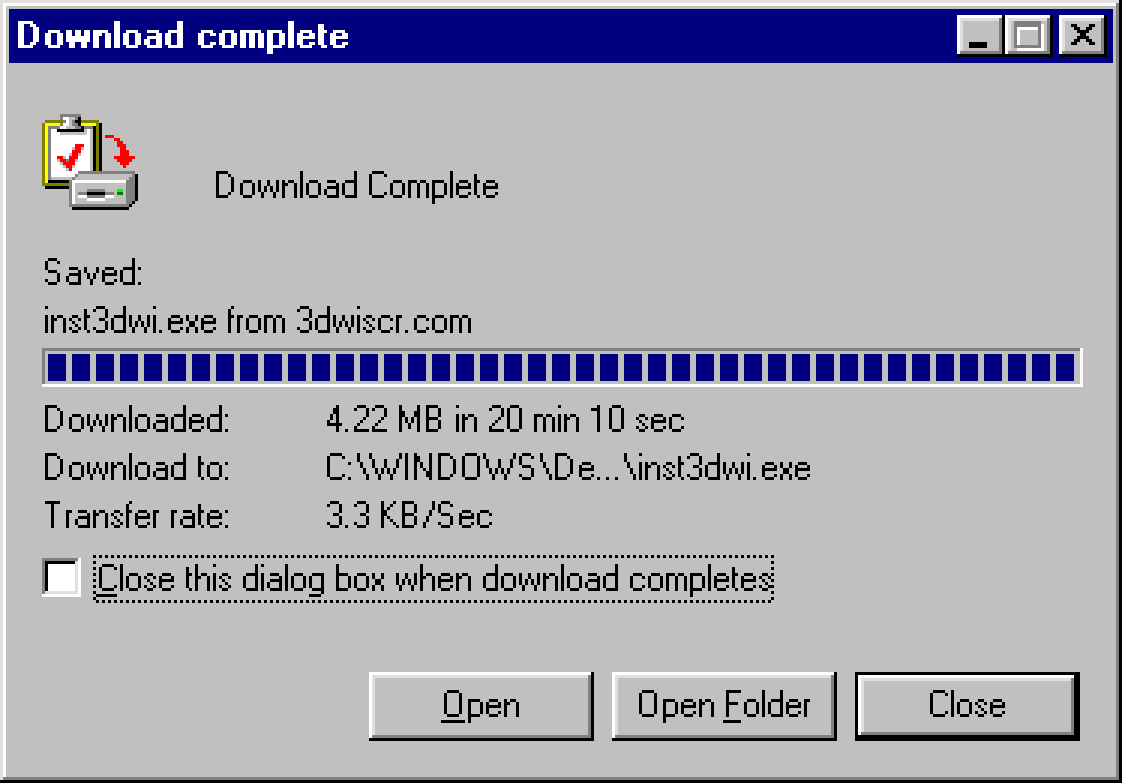 Download complete
Download Complete
Saved:
inst3dwi.exe from 3dwiscr.com
Downloaded: 4.22 MB in 20 min 10 sec
Download to: C:\WINDOWS\De...\inst3dwi.exe
Transfer rate: 3.3 KB/Sec
Close this dialog box when download completes
Open Open Folder Close